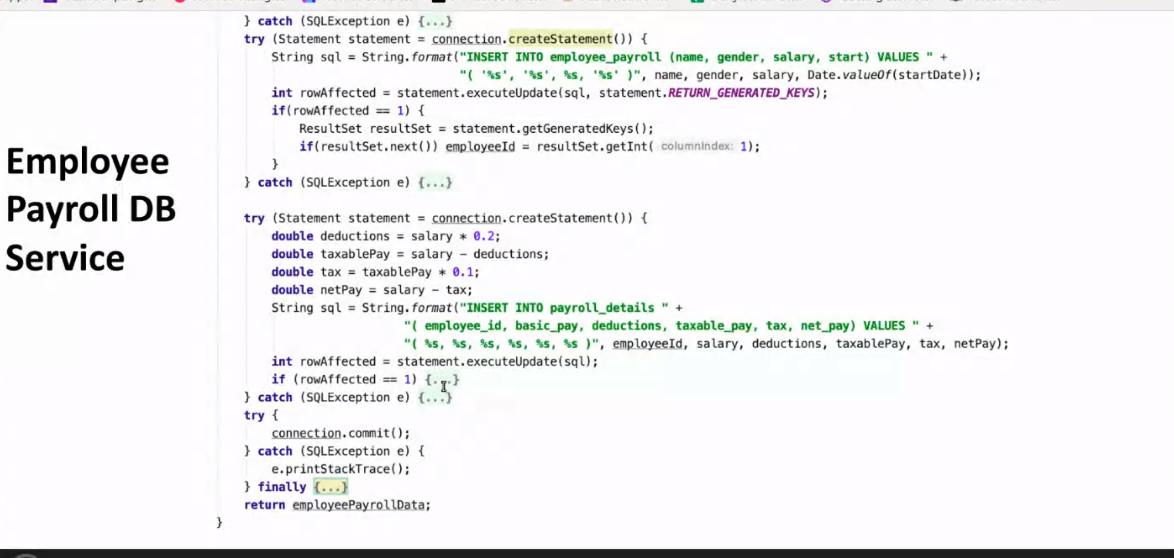 Employee
Payroll DB
Service
} catch (SQLException e) {...}
try (Statement statement = connection.createStatement()) {
String sql = String.format("INSERT INTO employee_payroll (name, gender, salary, start) VALUES " +
"( '%s', '%s', %s, '%s' )", name, gender, salary, Date.valueOf(startDate));
int rowAffected = statement.executeUpdate(sql, statement.RETURN_GENERATED_KEYS);
if(rowAffected == 1) {
ResultSet resultSet = statement.getGeneratedKeys();
if(resultSet.next()) employeeId = resultSet.getInt( columnIndex: 1);
}
} catch (SQLException e) {...}
try (Statement statement = connection.createStatement()) {
double deductions = salary * 0.2;
double taxablePay = salary - deductions;
double tax = taxablePay * 0.1;
double netPay = salary - tax;
String sql = String.format("INSERT INTO payroll_details " +
"( employee_id, basic_pay, deductions, taxable_pay, tax, net_pay) VALUES " +
"( %s, %s, %s, %s, %s, %s )", employeeId, salary, deductions, taxablePay, tax, netPay);
int rowAffected = statement.executeUpdate(sql);
if (rowAffected == 1) {...}
} catch (SQLException e) {...}
try {
connection.commit();
} catch (SQLException e) {
e.printStackTrace();
} finally {...}
return employeePayrollData;
}